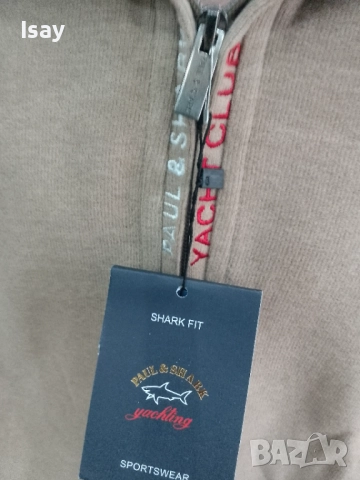 Isay
PAUL & SHARK
YACHT CLUB
SHARK FIT
PAUL & SHARK
yachting
SPORTSWEAR
bazar